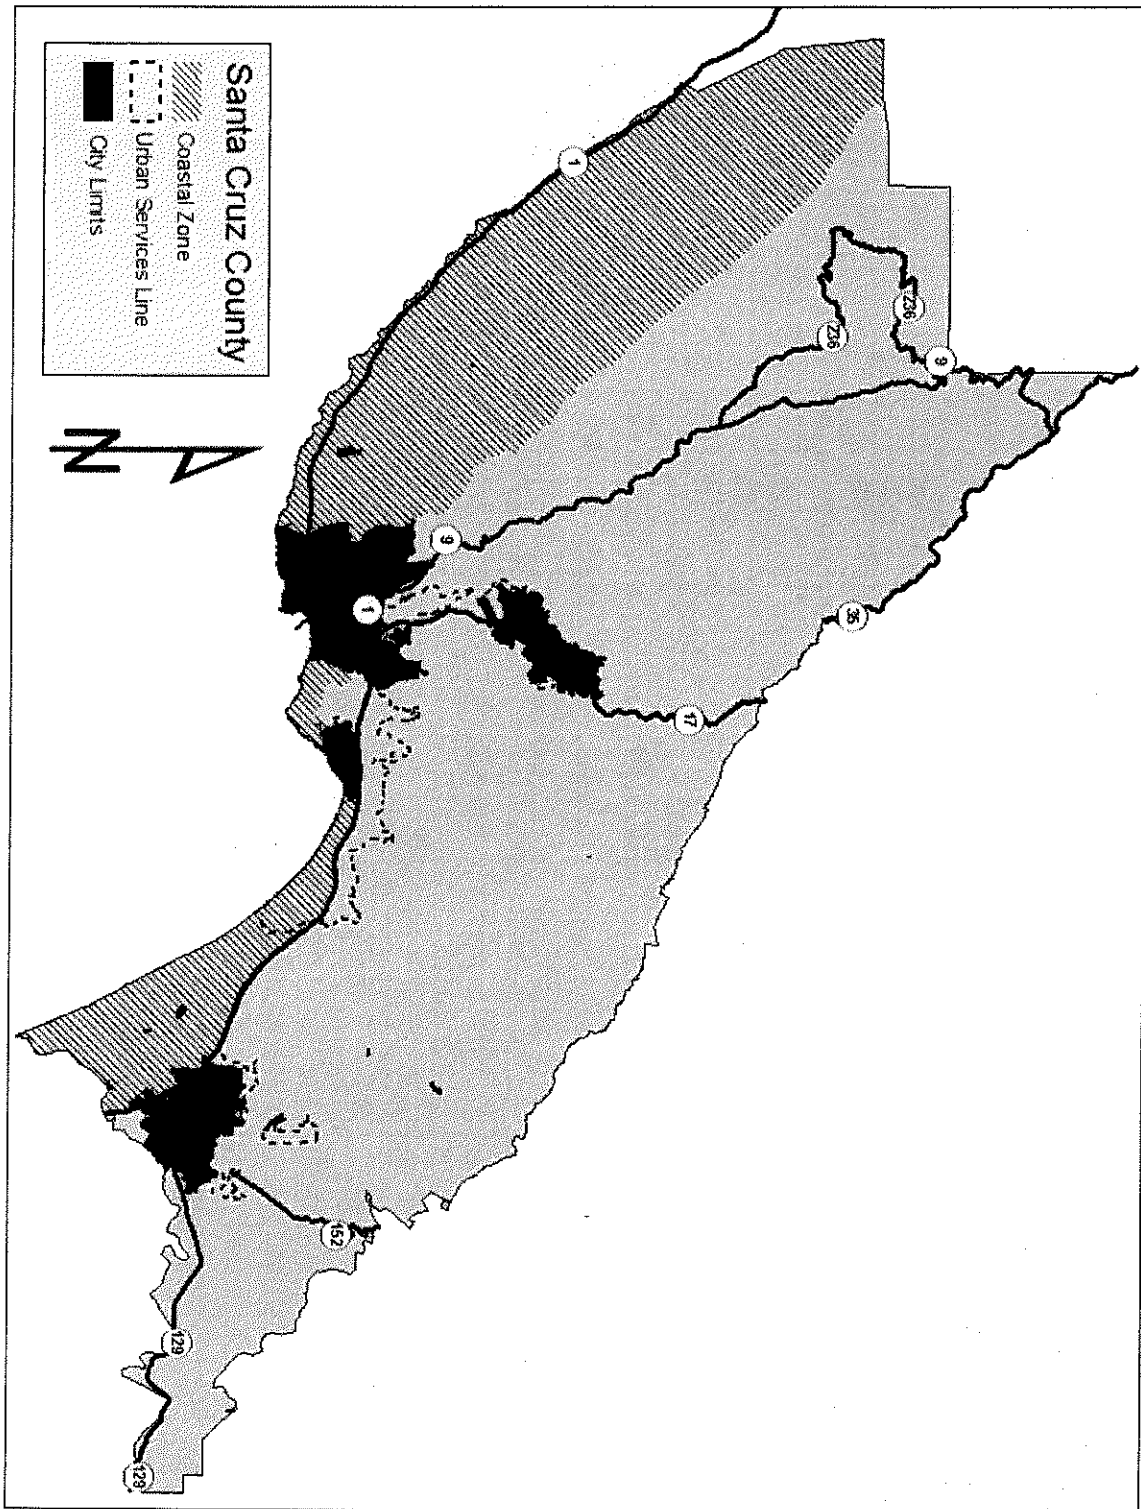 Santa Cruz County
Coastal Zone
Urban Services Line
City Limits
N
1
236
236
9
9
1
35
17
152
129
129